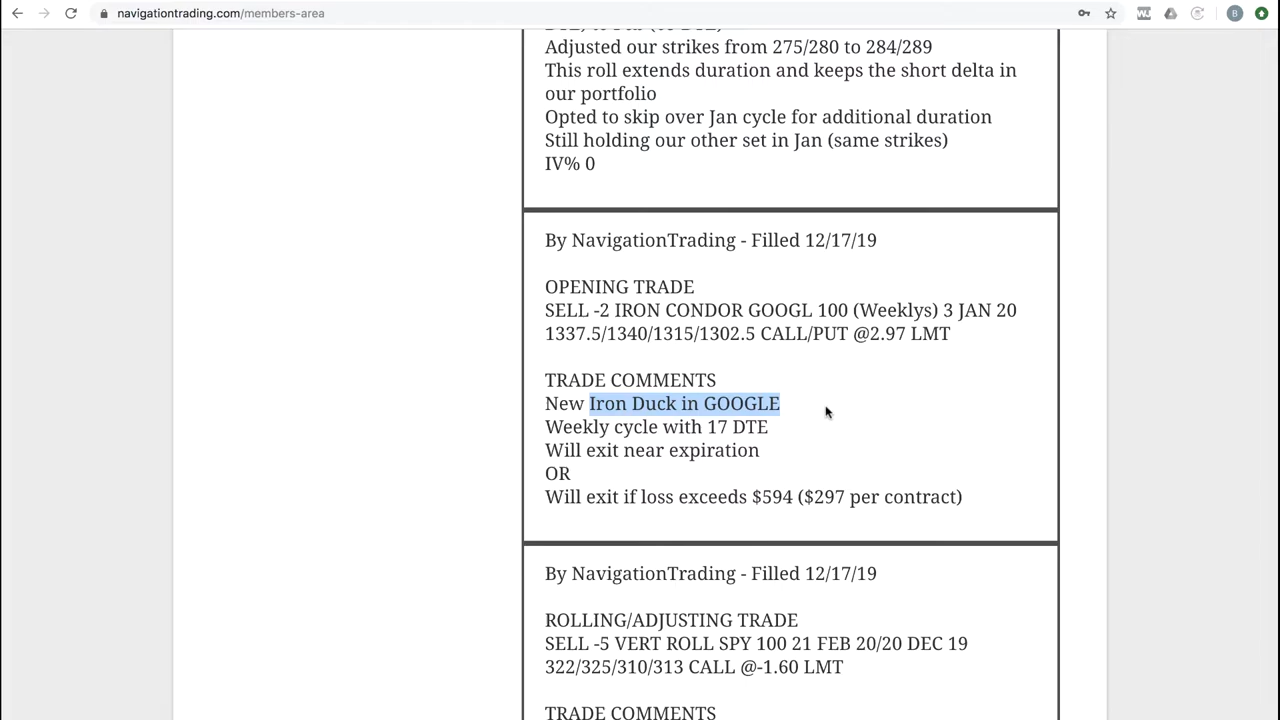 navigationtrading.com/members-area
B
Adjusted our strikes from 275/280 to 284/289
This roll extends duration and keeps the short delta in
our portfolio
Opted to skip over Jan cycle for additional duration
Still holding our other set in Jan (same strikes)
IV% 0
By NavigationTrading - Filled 12/17/19
OPENING TRADE
SELL -2 IRON CONDOR GOOGL 100 (Weeklys) 3 JAN 20
1337.5/1340/1315/1302.5 CALL/PUT @2.97 LMT
TRADE COMMENTS
New Iron Duck in GOOGLE
Weekly cycle with 17 DTE
Will exit near expiration
OR
Will exit if loss exceeds $594 ($297 per contract)
By NavigationTrading - Filled 12/17/19
ROLLING/ADJUSTING TRADE
SELL -5 VERT ROLL SPY 100 21 FEB 20/20 DEC 19
322/325/310/313 CALL @-1.60 LMT
TRADE COMMENTS